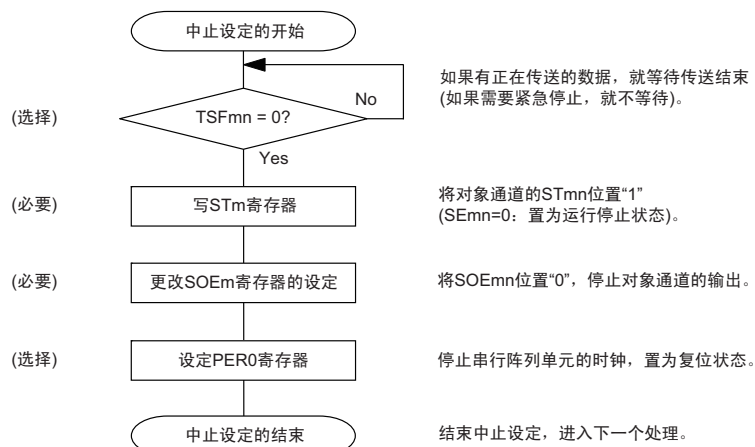 中止设定的开始
如果有正在传送的数据，就等待传送结束
(如果需要紧急停止，就不等待)。
No
(选择)
TSFmn = 0?
Yes
(必要)
写STm寄存器
将对象通道的STmn位置“1”
(SEmn=0：置为运行停止状态)。
(必要)
更改SOEm寄存器的设定
将SOEmn位置“0”，停止对象通道的输出。
(选择)
设定PER0寄存器
停止串行阵列单元的时钟，置为复位状态。
中止设定的结束
结束中止设定，进入下一个处理。